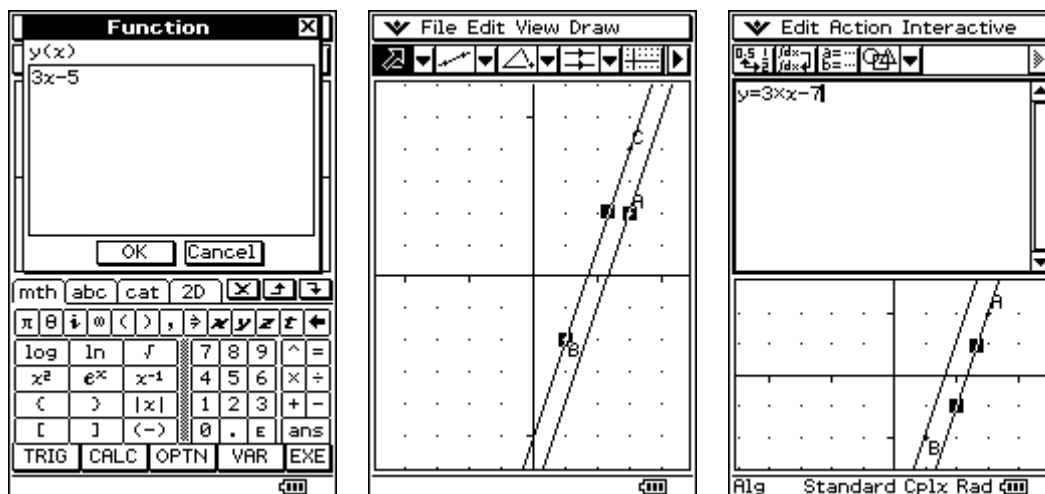 Function
y(x)
3x-5
OK Cancel
mth abc cat 2D
π θ i ∞ ( ) , ⇒ x y z t ←
log ln √ 7 8 9 ^ =
x² eˣ x⁻¹ 4 5 6 × ÷
( ) |x| 1 2 3 + -
[ ] (-) 0 . E ans
TRIG CALC OPTN VAR EXE
File Edit View Draw
C
A
B
Edit Action Interactive
y=3×x-7
A
B
Alg Standard Cplx Rad